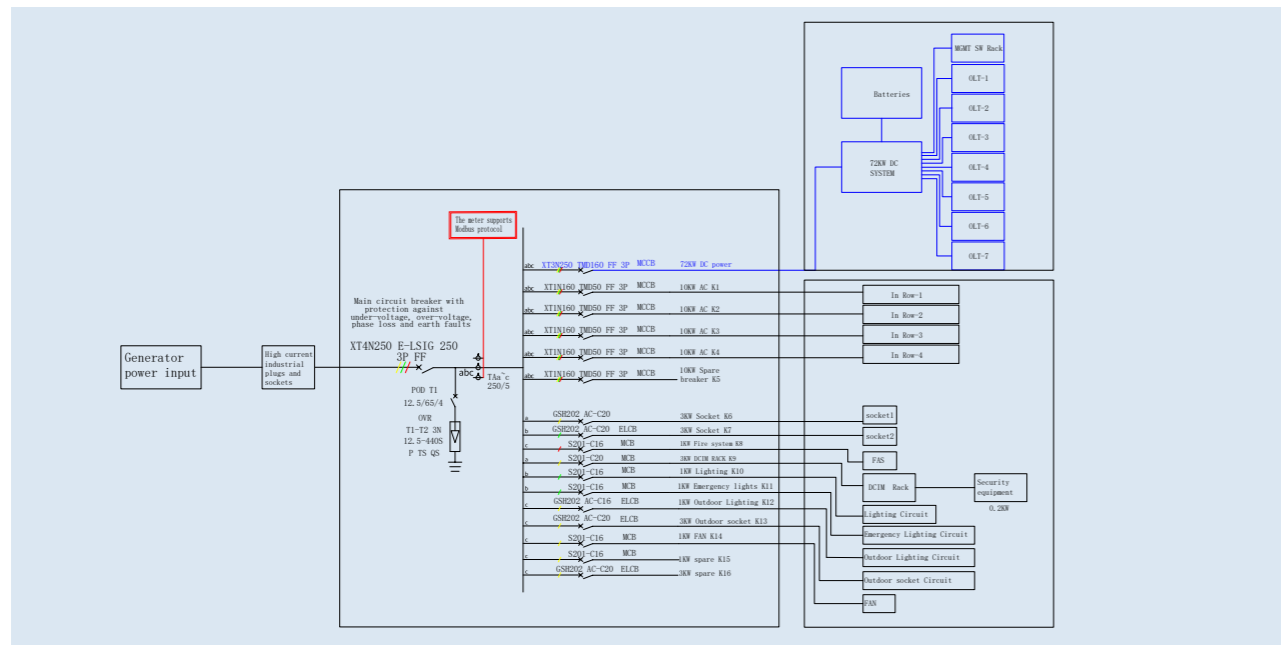 MGMT SW Rack
OLT-1
Batteries
OLT-2
OLT-3
72KW DC
SYSTEM
OLT-4
OLT-5
OLT-6
OLT-7
The meter supports
Modbus protocol
abc XT3N250 TMD160 FF 3P MCCB 72KW DC power
abc XT1N160 TMD50 FF 3P MCCB 10KW AC K1
In Row-1
abc XT1N160 TMD50 FF 3P MCCB 10KW AC K2
In Row-2
abc XT1N160 TMD50 FF 3P MCCB 10KW AC K3
In Row-3
abc XT1N160 TMD50 FF 3P MCCB 10KW AC K4
In Row-4
abc XT1N160 TMD50 FF 3P MCCB 10KW Spare
breaker K5
Main circuit breaker with
protection against
under-voltage, over-voltage,
phase loss and earth faults
XT4N250 E-LSIG 250
3P FF
Generator
power input
High current
industrial
plugs and
sockets
abc
TAa~c
250/5
POD T1
12.5/65/4
OVR
T1-T2 3N
12.5-440S
P TS QS
a GSH202 AC-C20 3KW Socket K6
socket1
b GSH202 AC-C20 ELCB 3KW Socket K7
socket2
c S201-C16 MCB 1KW Fire system K8
FAS
a S201-C20 MCB 3KW DCIM RACK K9
DCIM Rack
Security
equipment
0.2KW
b S201-C16 MCB 1KW Lighting K10
Lighting Circuit
b S201-C16 MCB 1KW Emergency lights K11
Emergency Lighting Circuit
c GSH202 AC-C16 ELCB 1KW Outdoor Lighting K12
Outdoor Lighting Circuit
c GSH202 AC-C20 ELCB 3KW Outdoor socket K13
Outdoor socket Circuit
c S201-C16 MCB 1KW FAN K14
FAN
c S201-C16 MCB 1KW spare K15
c GSH202 AC-C20 ELCB 3KW spare K16